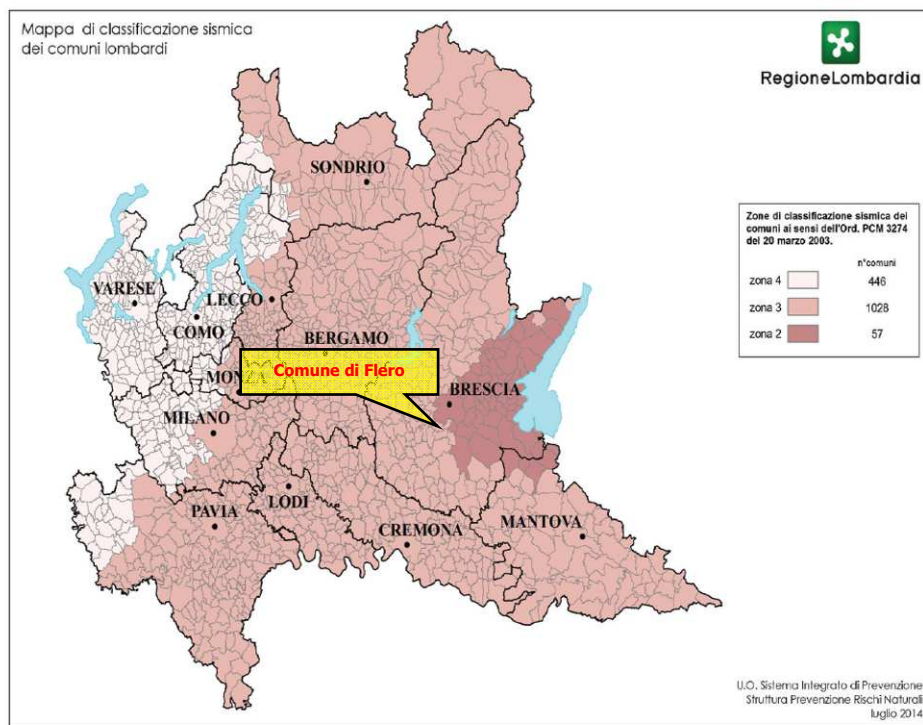 Mappa di classificazione sismica
dei comuni lombardi
RegioneLombardia
SONDRIO
Zone di classificazione sismica dei
comuni ai sensi dell'Ord. PCM 3274
del 20 marzo 2003.
n°comuni
zona 4 446
zona 3 1028
zona 2 57
VARESE
LECCO
COMO
BERGAMO
Comune di Flero
MONZA
BRESCIA
MILANO
PAVIA
LODI
CREMONA
MANTOVA
U.O. Sistema Integrato di Prevenzione
Struttura Prevenzione Rischi Naturali
luglio 2014